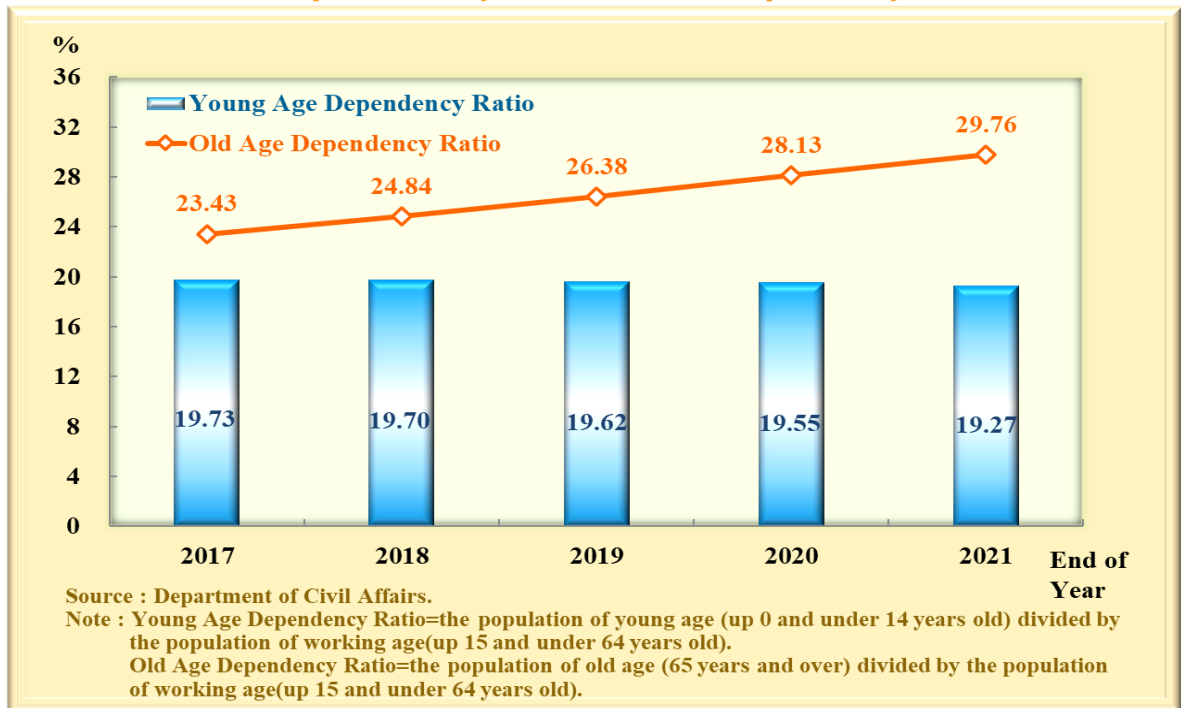 %
36
Young Age Dependency Ratio
32
Old Age Dependency Ratio
29.76
28.13
26.38
28
24.84
23.43
24
20
16
12
19.73
19.70
19.62
19.55
19.27
8
4
0
2017
2018
2019
2020
2021
End of
Year
Source : Department of Civil Affairs.
Note : Young Age Dependency Ratio=the population of young age (up 0 and under 14 years old) divided by
the population of working age(up 15 and under 64 years old).
Old Age Dependency Ratio=the population of old age (65 years and over) divided by the population
of working age(up 15 and under 64 years old).